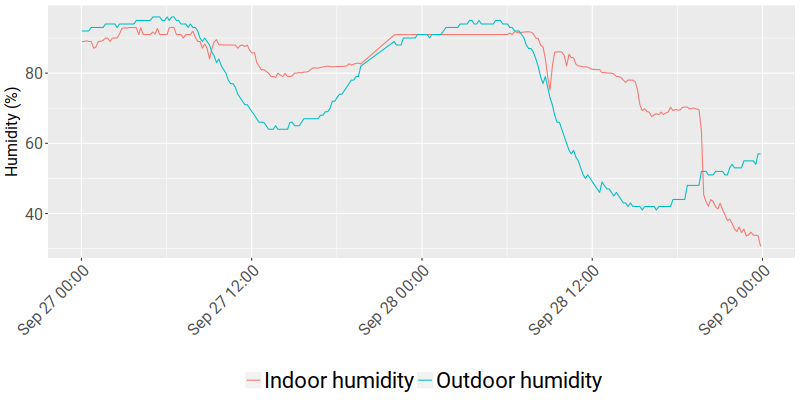 Humidity (%)
80
60
40
Sep 27 00:00
Sep 27 12:00
Sep 28 00:00
Sep 28 12:00
Sep 29 00:00
Indoor humidity
Outdoor humidity